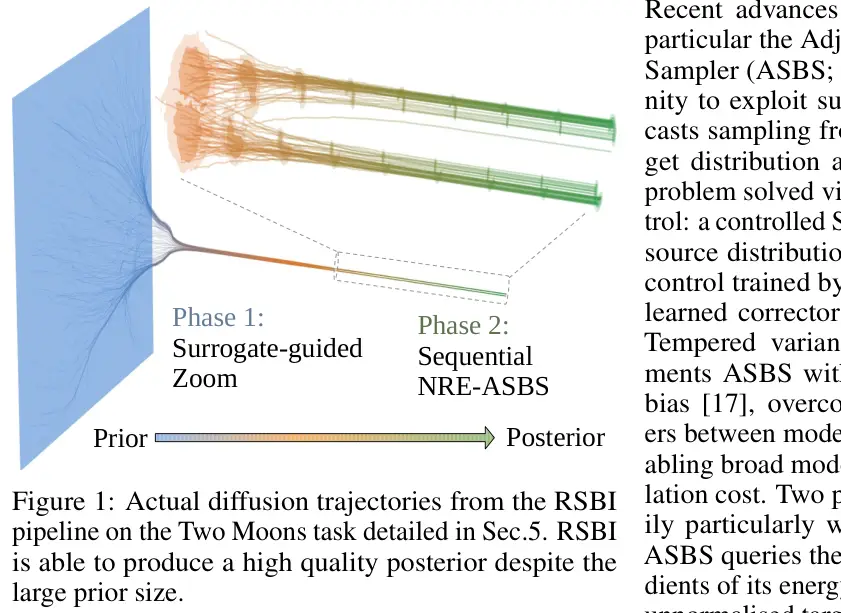 Phase 1:
Surrogate-guided
Zoom
Phase 2:
Sequential
NRE-ASBS
Prior
Posterior
Figure 1: Actual diffusion trajectories from the RSBI
pipeline on the Two Moons task detailed in Sec.5. RSBI
is able to produce a high quality posterior despite the
large prior size.
Recent advances
particular the Adj
Sampler (ASBS;
nity to exploit su
casts sampling fro
get distribution a
problem solved vi
trol: a controlled S
source distributio
control trained by
learned corrector
Tempered varian
ments ASBS with
bias [17], overco
ers between mode
abling broad mod
lation cost. Two p
ily particularly w
ASBS queries the
dients of its energ